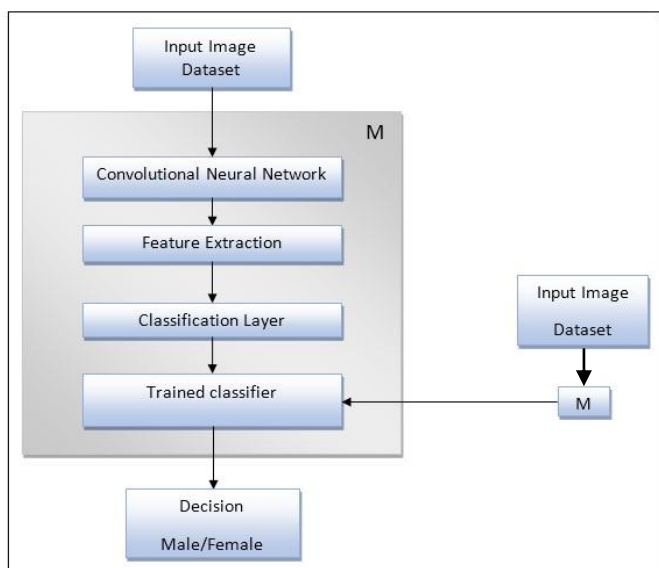 Input Image
Dataset
M
Convolutional Neural Network
Feature Extraction
Classification Layer
Trained classifier
Decision
Male/Female
Input Image
Dataset
M